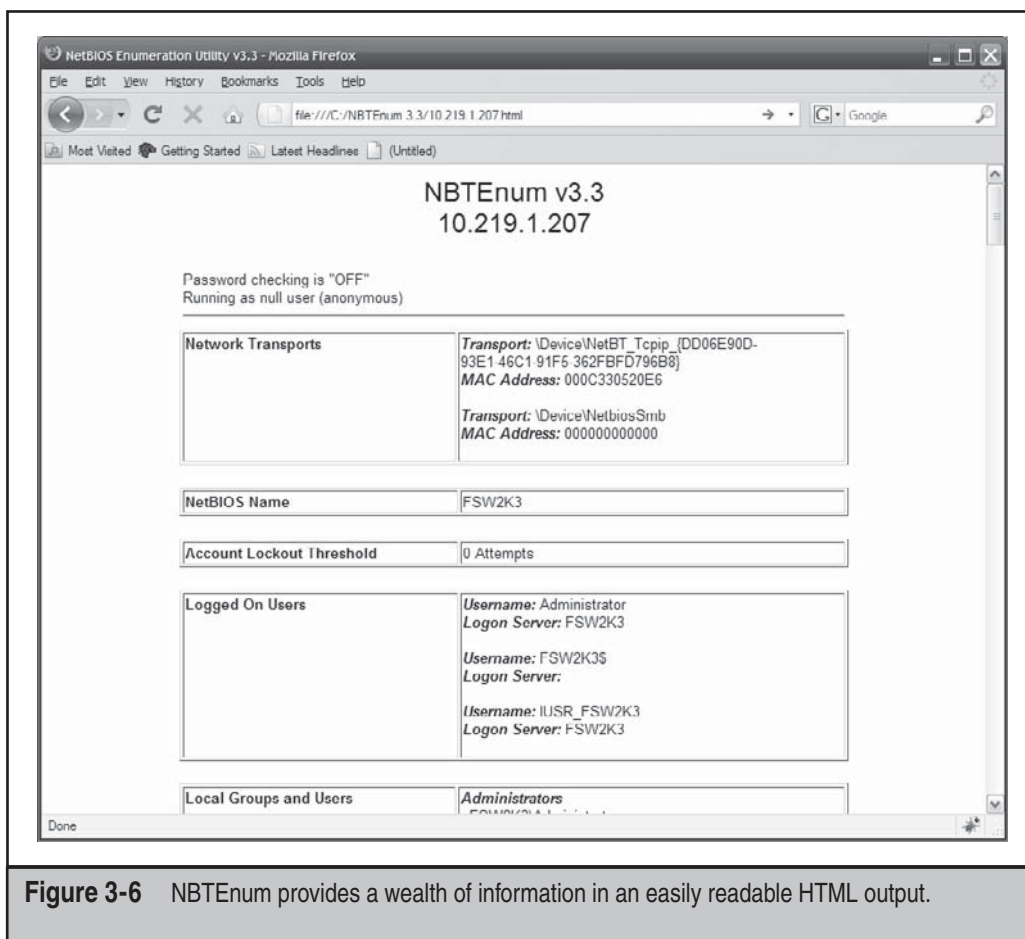 NetBIOS Enumeration Utility v3.3 - Mozilla Firefox
File Edit View History Bookmarks Tools Help
file:///C:/NBTEnum 3.3/10.219.1.207.html
G Google
Most Visited Getting Started Latest Headlines (Untitled)
NBTEnum v3.3
10.219.1.207
Password checking is "OFF"
Running as null user (anonymous)
Network Transports
Transport: \Device\NetBT_Tcpip_{DD06E90D-
93E1-46C1-91F5-362FBFD796B8}
MAC Address: 000C330520E6
Transport: \Device\NetbiosSmb
MAC Address: 000000000000
NetBIOS Name
FSW2K3
Account Lockout Threshold
0 Attempts
Logged On Users
Username: Administrator
Logon Server: FSW2K3
Username: FSW2K3$
Logon Server:
Username: IUSR_FSW2K3
Logon Server: FSW2K3
Local Groups and Users
Administrators
Done
Figure 3-6 NBTEnum provides a wealth of information in an easily readable HTML output.